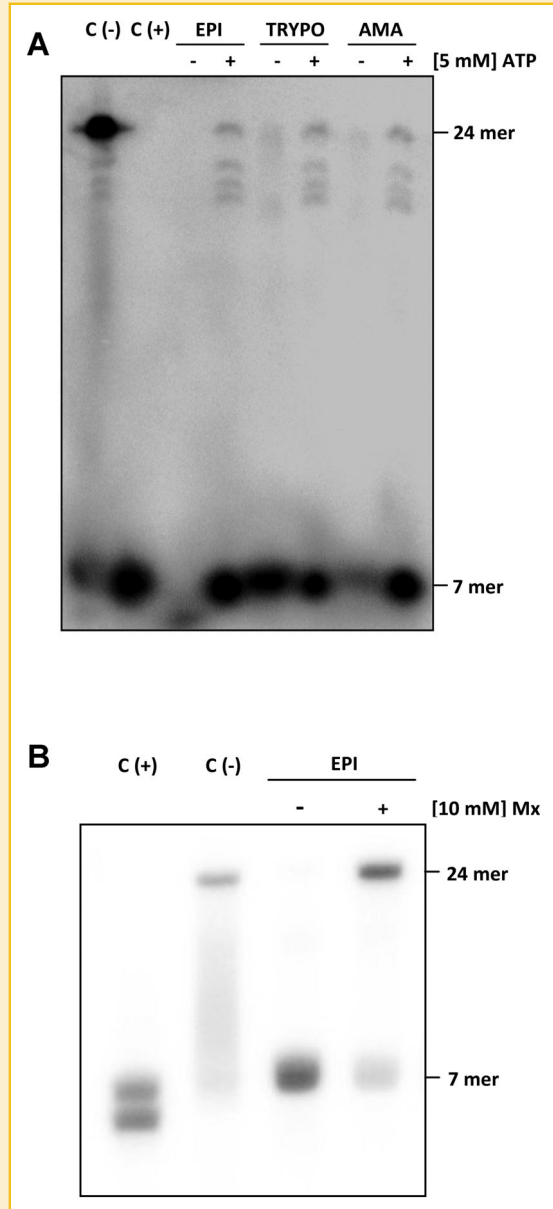 A
C (-) C (+) EPI TRYPO AMA
- + - + - + [5 mM] ATP
24 mer
7 mer
B
C (+) C (-) EPI
- + [10 mM] Mx
24 mer
7 mer